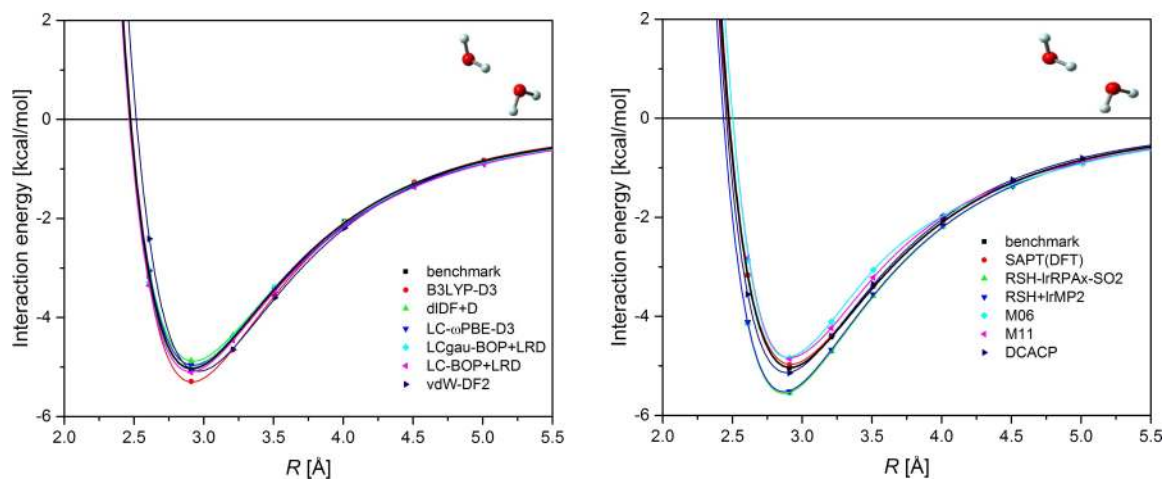 2
0
-2
-4
-6
Interaction energy [kcal/mol]
benchmark
B3LYP-D3
dlDF+D
LC-ωPBE-D3
LCgau-BOP+LRD
LC-BOP+LRD
vdW-DF2
2.0 2.5 3.0 3.5 4.0 4.5 5.0 5.5
R [Å]
2
0
-2
-4
-6
Interaction energy [kcal/mol]
benchmark
SAPT(DFT)
RSH-lrRPAx-SO2
RSH+lrMP2
M06
M11
DCACP
2.0 2.5 3.0 3.5 4.0 4.5 5.0 5.5
R [Å]